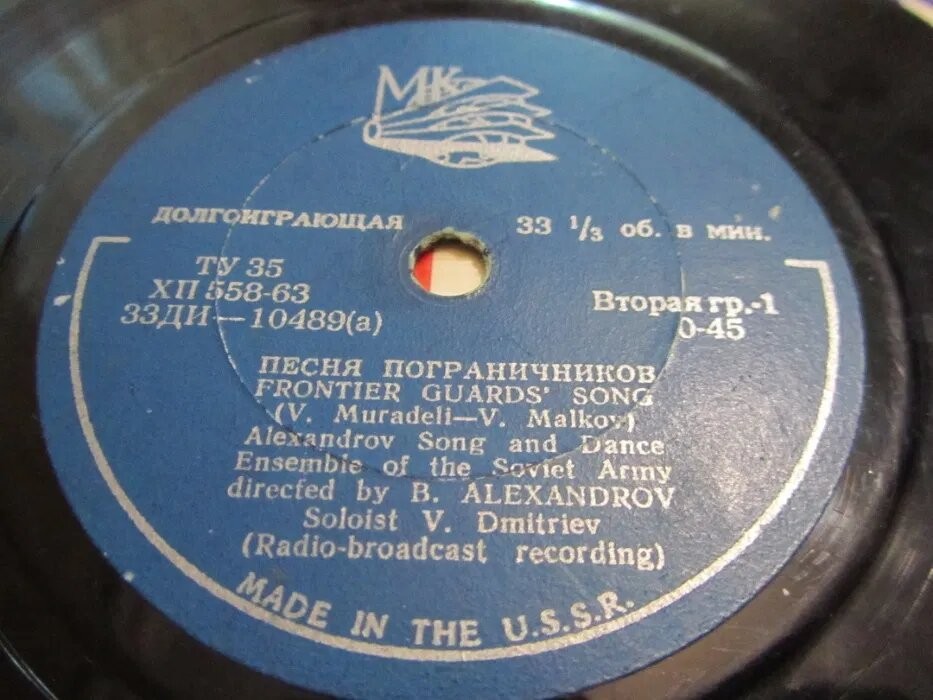 МК
ДОЛГОИГРАЮЩАЯ 33 1/3 об. в мин.
ТУ 35
ХП 558-63
33ДИ—10489(а)
Вторая гр.-1
0-45
ПЕСНЯ ПОГРАНИЧНИКОВ
FRONTIER GUARDS' SONG
(V. Muradeli—V. Malkov)
Alexandrov Song and Dance
Ensemble of the Soviet Army
directed by B. ALEXANDROV
Soloist V. Dmitriev
(Radio-broadcast recording)
MADE IN THE U.S.S.R.